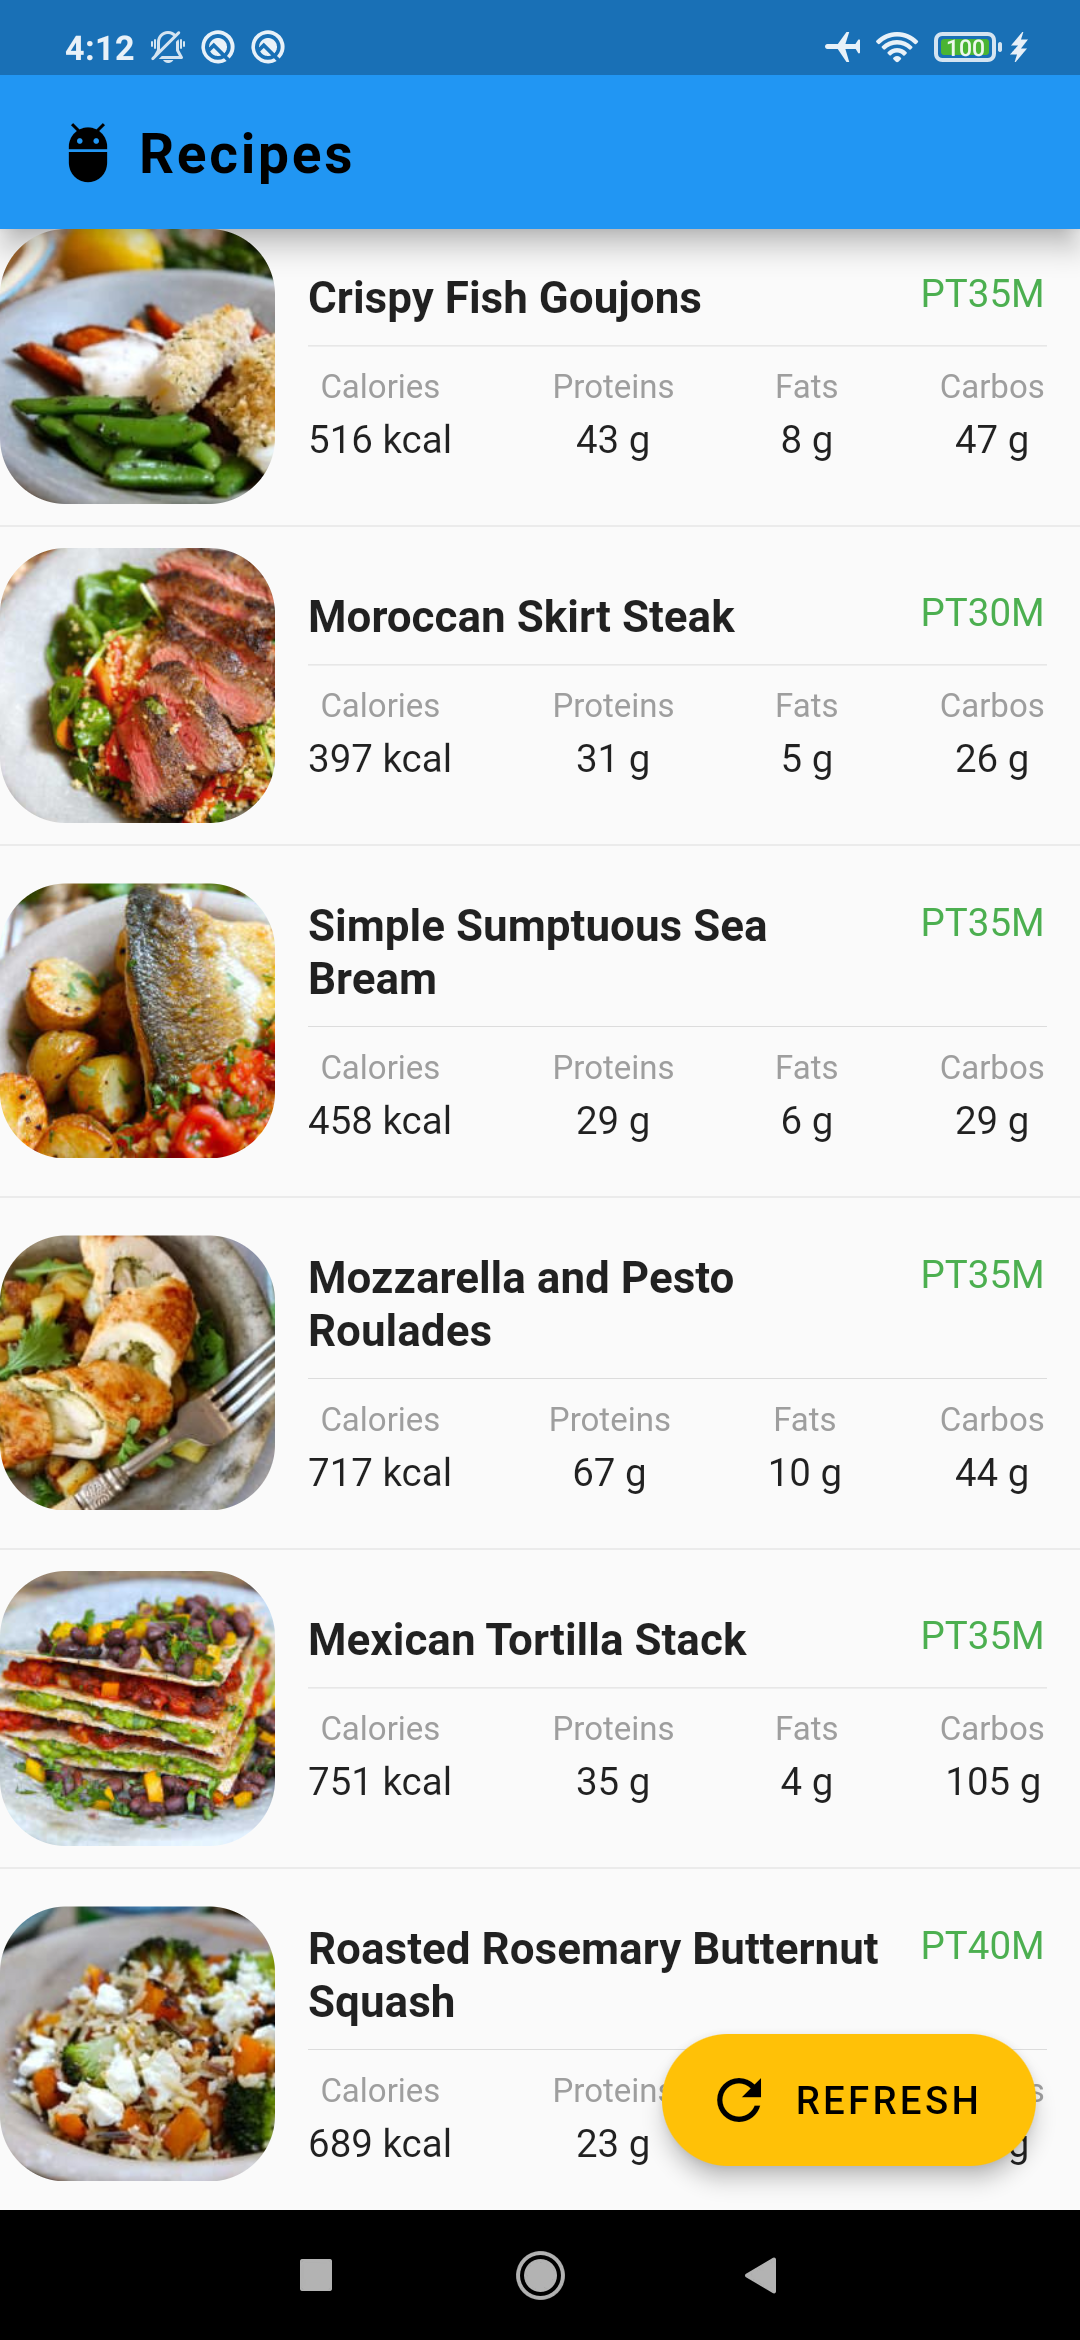 4:12
100
Recipes
Crispy Fish Goujons PT35M
Calories Proteins Fats Carbos
516 kcal 43 g 8 g 47 g
Moroccan Skirt Steak PT30M
Calories Proteins Fats Carbos
397 kcal 31 g 5 g 26 g
Simple Sumptuous Sea PT35M
Bream
Calories Proteins Fats Carbos
458 kcal 29 g 6 g 29 g
Mozzarella and Pesto PT35M
Roulades
Calories Proteins Fats Carbos
717 kcal 67 g 10 g 44 g
Mexican Tortilla Stack PT35M
Calories Proteins Fats Carbos
751 kcal 35 g 4 g 105 g
Roasted Rosemary Butternut PT40M
Squash
Calories Proteins
689 kcal 23 g g
REFRESH